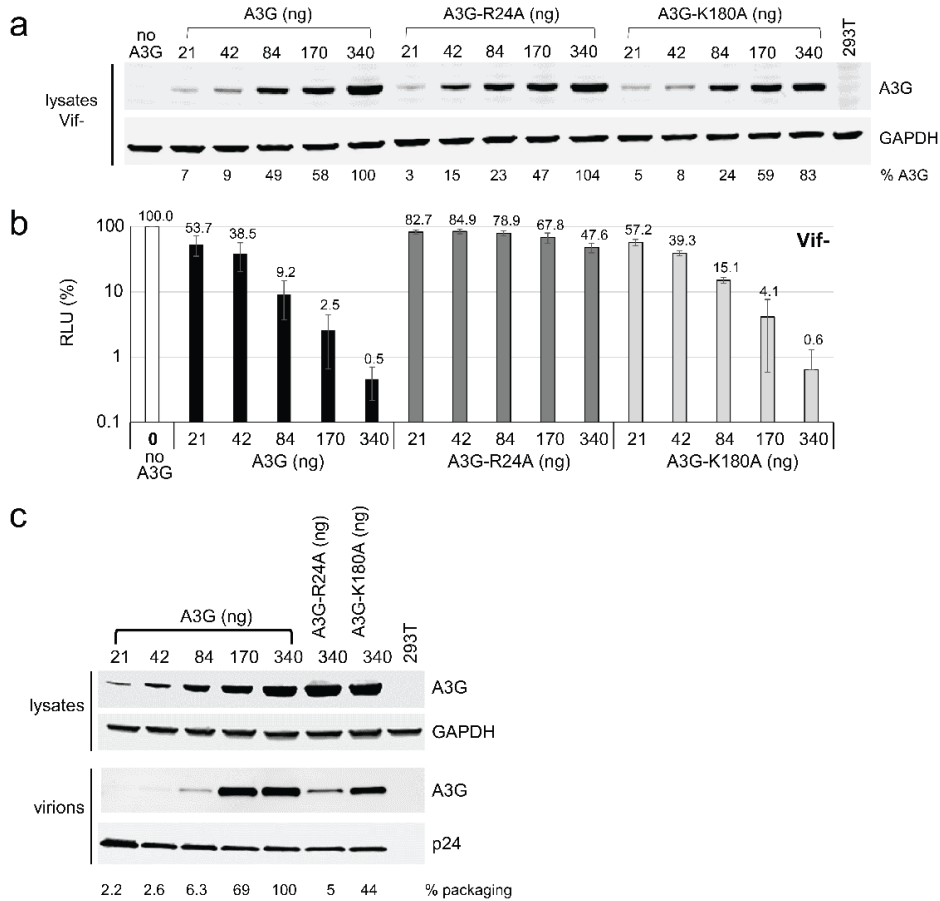 a
A3G (ng) A3G-R24A (ng) A3G-K180A (ng)
no
A3G 21 42 84 170 340 21 42 84 170 340 21 42 84 170 340 293T
lysates
Vif-
A3G
GAPDH
7 9 49 58 100 3 15 23 47 104 5 8 24 59 83 % A3G
b
RLU (%)
100 10 1 0.1
100.0 53.7 38.5 9.2 2.5 0.5 82.7 84.9 78.9 67.8 47.6 57.2 39.3 15.1 4.1 0.6
Vif-
0 21 42 84 170 340 21 42 84 170 340 21 42 84 170 340
no
A3G
A3G (ng) A3G-R24A (ng) A3G-K180A (ng)
c
A3G (ng) A3G-R24A (ng) A3G-K180A (ng)
21 42 84 170 340 340 340 293T
lysates
A3G
GAPDH
virions
A3G
p24
2.2 2.6 6.3 69 100 5 44 % packaging